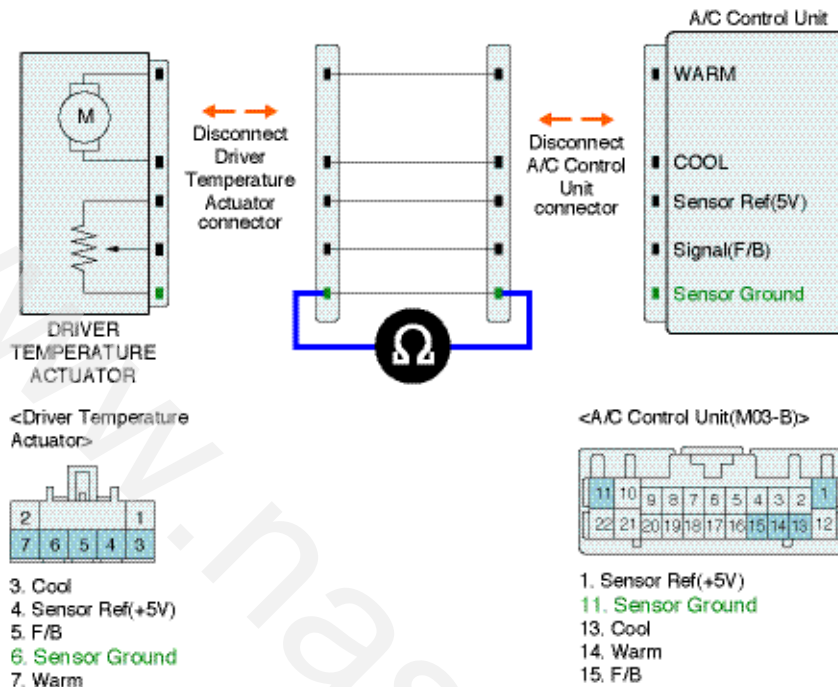 A/C Control Unit
M
Disconnect
Driver
Temperature
Actuator
connector
Disconnect
A/C Control
Unit
connector
WARM
COOL
Sensor Ref(5V)
Signal(F/B)
Sensor Ground
DRIVER
TEMPERATURE
ACTUATOR
Ω
<Driver Temperature
Actuator>
2 1
7 6 5 4 3
3. Cool
4. Sensor Ref(+5V)
5. F/B
6. Sensor Ground
7. Warm
<A/C Control Unit(M03-B)>
11 10 9 8 7 6 5 4 3 2 1
22 21 20 19 18 17 16 15 14 13 12
1. Sensor Ref(+5V)
11. Sensor Ground
13. Cool
14. Warm
15. F/B